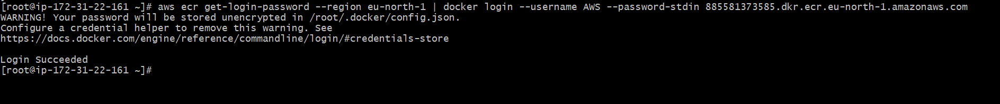 [root@ip-172-31-22-161 ~]# aws ecr get-login-password --region eu-north-1 | docker login --username AWS --password-stdin 885581373585.dkr.ecr.eu-north-1.amazonaws.com
WARNING! Your password will be stored unencrypted in /root/.docker/config.json.
Configure a credential helper to remove this warning. See
https://docs.docker.com/engine/reference/commandline/login/#credentials-store
Login Succeeded
[root@ip-172-31-22-161 ~]#